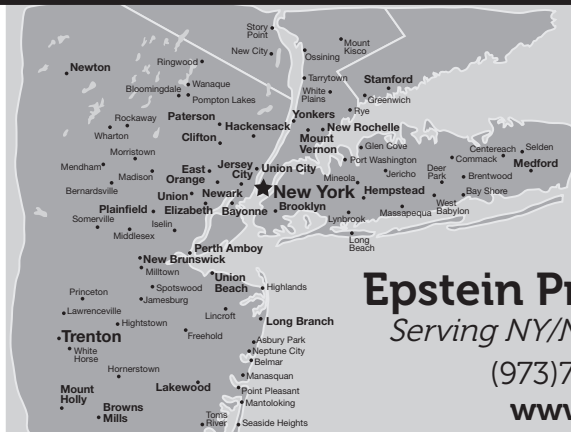 Story
Point
New City
Ossining
Mount
Kisco
Newton
Ringwood
Tarrytown
Stamford
White
Plains
Greenwich
Bloomingdale
Wanaque
Pompton Lakes
Rye
Paterson
Hackensack
Yonkers
New Rochelle
Rockaway
Wharton
Clifton
Mount
Vernon
Glen Cove
Port Washington
Centereach
Selden
Commack
Medford
Morristown
Mendham
Madison
Bernardsville
East
Orange
Jersey
City
Union City
Mineola
Jericho
Deer
Park
Brentwood
Union
Newark
New York
Hempstead
Bay Shore
Plainfield
Elizabeth
Bayonne
Brooklyn
Massapequa
West
Babylon
Somerville
Iselin
Middlesex
Lynbrook
Long
Beach
Perth Amboy
New Brunswick
Milltown
Union
Beach
Highlands
Princeton
Spotswood
Jamesburg
Lawrenceville
Hightstown
Lincroft
Long Branch
Trenton
White
Horse
Freehold
Asbury Park
Neptune City
Belmar
Hornerstown
Manasquan
Mount
Holly
Lakewood
Point Pleasant
Browns
Mills
Mantoloking
Toms
River
Seaside Heights
Epstein Pr
Serving NY/N
(973)7
www